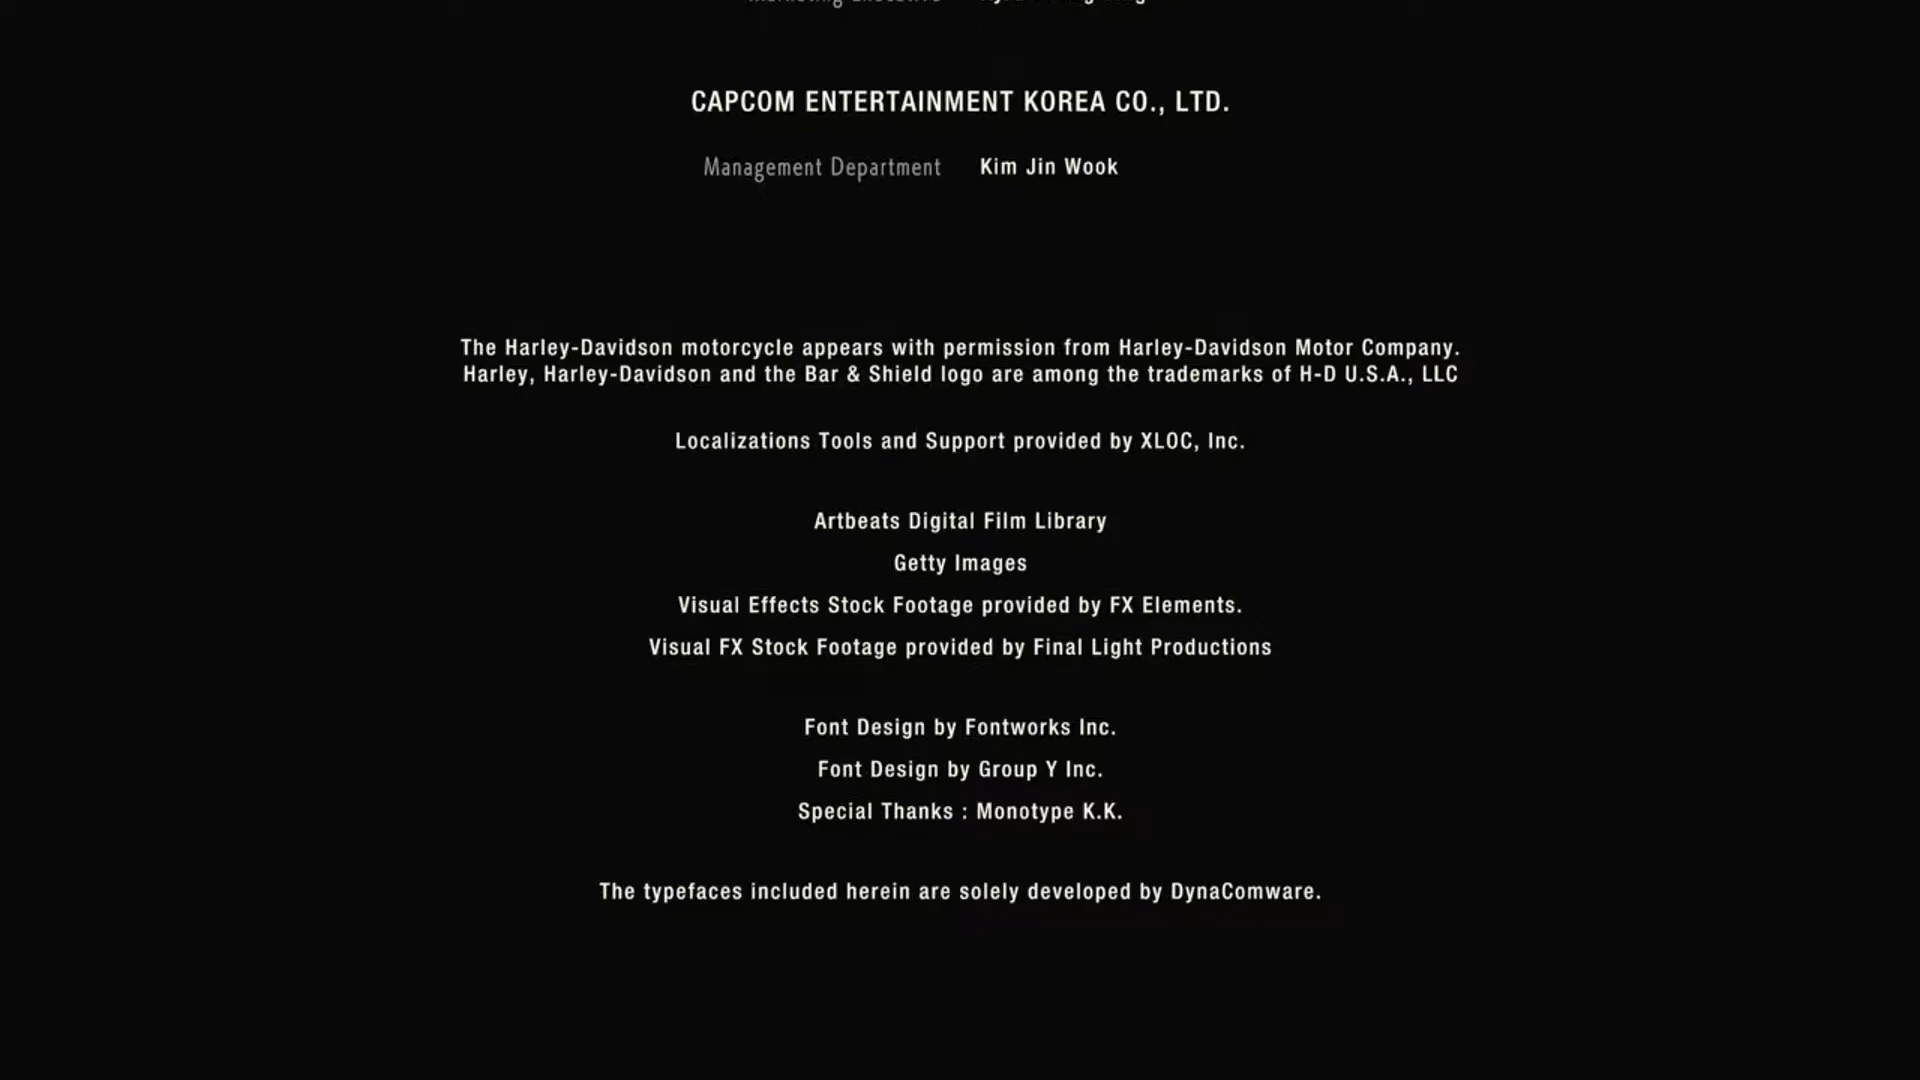 CAPCOM ENTERTAINMENT KOREA CO., LTD.
Management Department Kim Jin Wook
The Harley-Davidson motorcycle appears with permission from Harley-Davidson Motor Company.
Harley, Harley-Davidson and the Bar & Shield logo are among the trademarks of H-D U.S.A., LLC
Localizations Tools and Support provided by XLOC, Inc.
Artbeats Digital Film Library
Getty Images
Visual Effects Stock Footage provided by FX Elements.
Visual FX Stock Footage provided by Final Light Productions
Font Design by Fontworks Inc.
Font Design by Group Y Inc.
Special Thanks : Monotype K.K.
The typefaces included herein are solely developed by DynaComware.